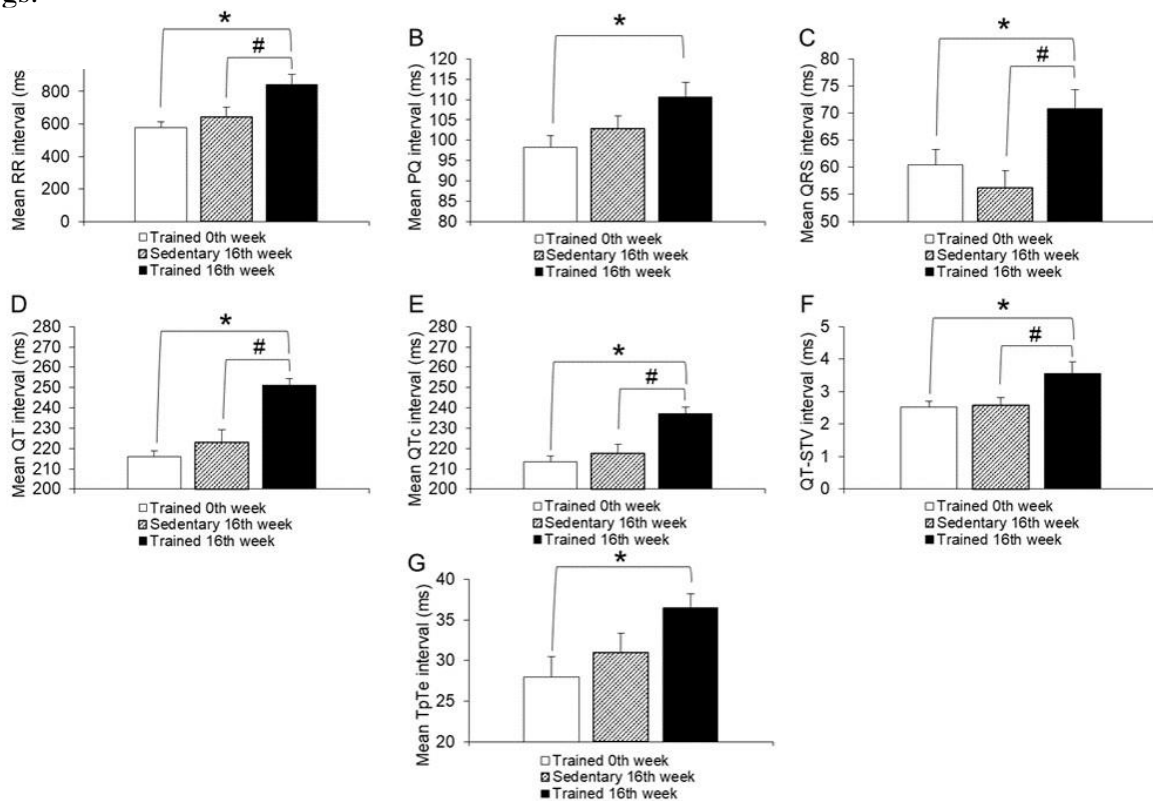 gs.
*
#
Mean RR interval (ms)
800
600
400
200
0
□ Trained 0th week
▨ Sedentary 16th week
■ Trained 16th week
B
*
Mean PQ interval (ms)
120
115
110
105
100
95
90
85
80
□ Trained 0th week
▨ Sedentary 16th week
■ Trained 16th week
C
*
#
Mean QRS interval (ms)
80
75
70
65
60
55
50
□ Trained 0th week
▨ Sedentary 16th week
■ Trained 16th week
D
*
#
Mean QT interval (ms)
280
270
260
250
240
230
220
210
200
□ Trained 0th week
▨ Sedentary 16th week
■ Trained 16th week
E
*
#
Mean QTc interval (ms)
280
270
260
250
240
230
220
210
200
□ Trained 0th week
▨ Sedentary 16th week
■ Trained 16th week
F
*
#
QT-STV interval (ms)
5
4
3
2
1
0
□ Trained 0th week
▨ Sedentary 16th week
■ Trained 16th week
G
*
Mean TpTe interval (ms)
40
35
30
25
20
□ Trained 0th week
▨ Sedentary 16th week
■ Trained 16th week